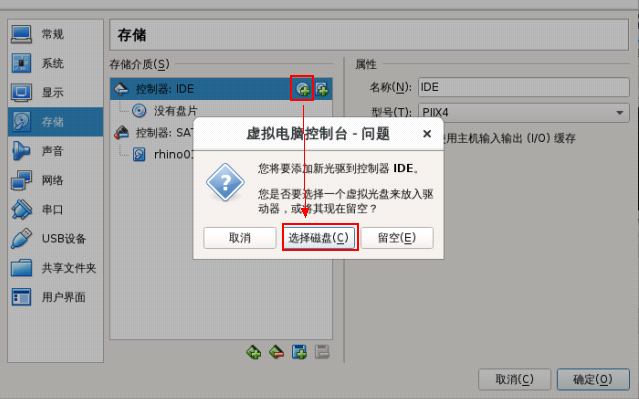 常规
系统
显示
存储
声音
网络
串口
USB设备
共享文件夹
用户界面
存储
存储介质(S)
控制器: IDE
没有盘片
控制器: SAT
rhino0
属性
名称(N): IDE
型号(T): PIIX4
用主机输入输出 (I/O) 缓存
虚拟电脑控制台 - 问题
您将要添加新光驱到控制器 IDE。
您是否要选择一个虚拟光盘来放入驱
动器，或将其现在留空？
取消 选择磁盘(C) 留空(E)
取消(C) 确定(O)